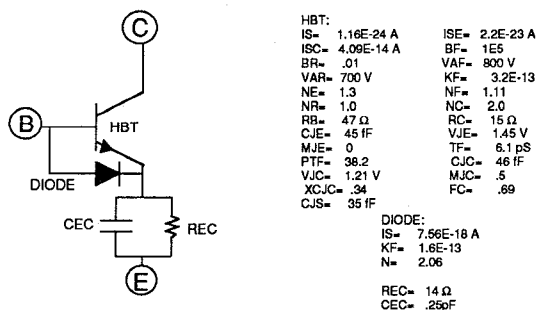 C
B
HBT
DIODE
CEC
REC
E
HBT:
IS= 1.16E-24 A ISE= 2.2E-23 A
ISC= 4.09E-14 A BF= 1E5
BR= .01 VAF= 800 V
VAR= 700 V KF= 3.2E-13
NE= 1.3 NF= 1.11
NR= 1.0 NC= 2.0
RB= 47 Ω RC= 15 Ω
CJE= 45 fF VJE= 1.45 V
MJE= 0 TF= 6.1 pS
PTF= 38.2 CJC= 46 fF
VJC= 1.21 V MJC= .5
XCJC= .34 FC= .69
CJS= 35 fF
DIODE:
IS= 7.56E-18 A
KF= 1.6E-13
N= 2.06
REC= 14 Ω
CEC= .25pF